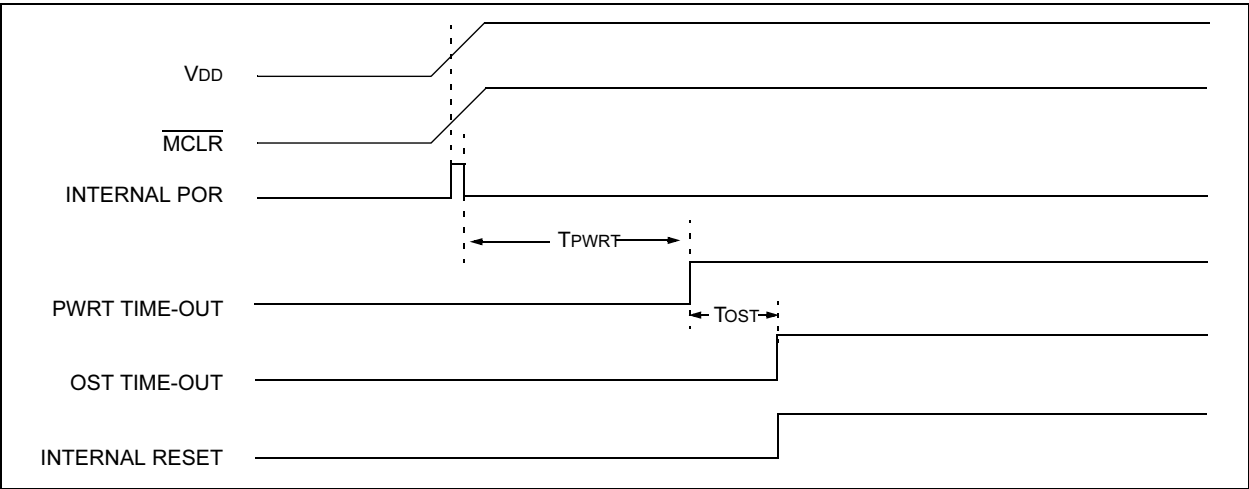 VDD
MCLR
INTERNAL POR
TPWRT
PWRT TIME-OUT
TOST
OST TIME-OUT
INTERNAL RESET